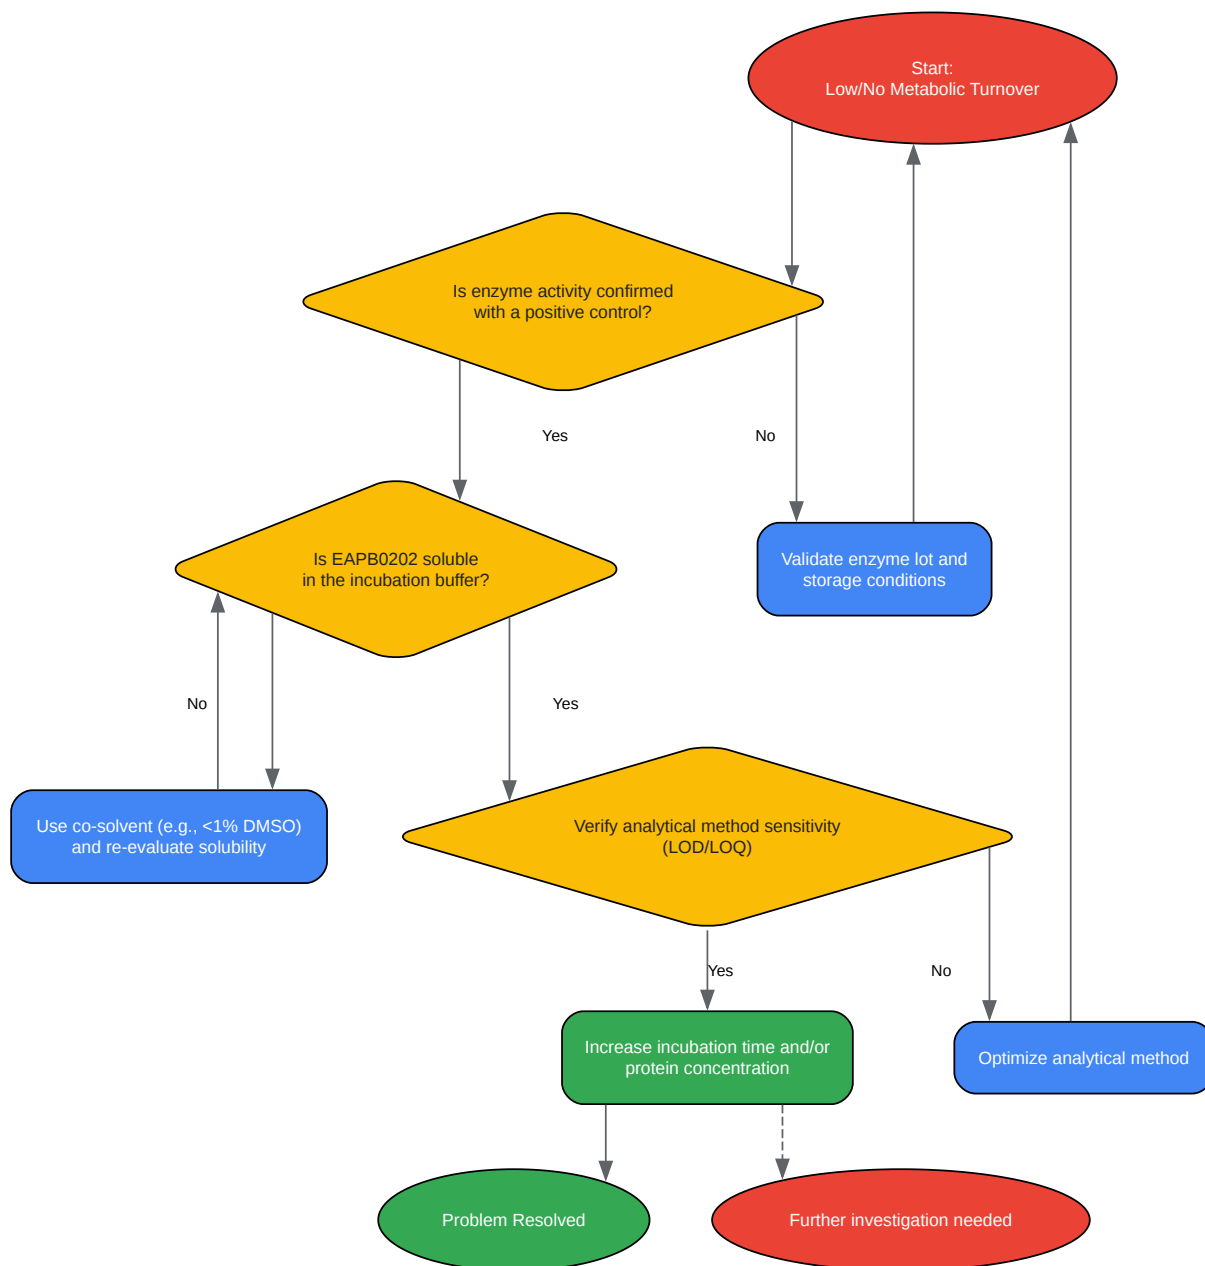 Start:
Low/No Metabolic Turnover
Is enzyme activity confirmed
with a positive control?
Yes
No
Is EAPB0202 soluble
in the incubation buffer?
Validate enzyme lot and
storage conditions
No
Yes
Use co-solvent (e.g., <1% DMSO)
and re-evaluate solubility
Verify analytical method sensitivity
(LOD/LOQ)
Yes
No
Increase incubation time and/or
protein concentration
Optimize analytical method
Problem Resolved
Further investigation needed